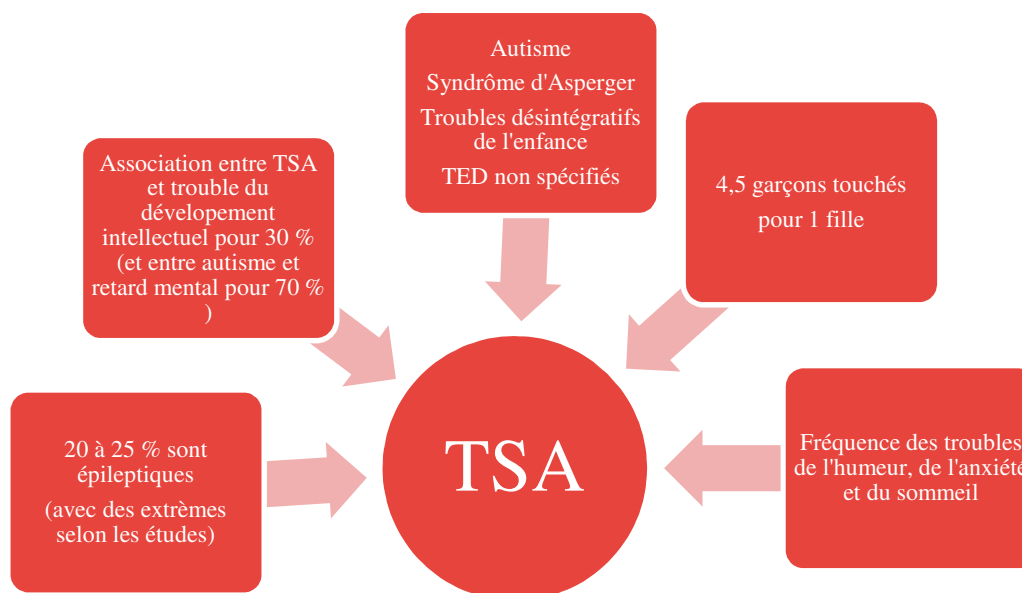 Autisme
Syndrôme d'Asperger
Troubles désintégratifs
de l'enfance
TED non spécifiés
Association entre TSA
et trouble du
dévelopement
intellectuel pour 30 %
(et entre autisme et
retard mental pour 70 %
)
4,5 garçons touchés
pour 1 fille
20 à 25 % sont
épileptiques
(avec des extrêmes
selon les études)
TSA
Fréquence des troubles
de l'humeur, de l'anxiété
et du sommeil